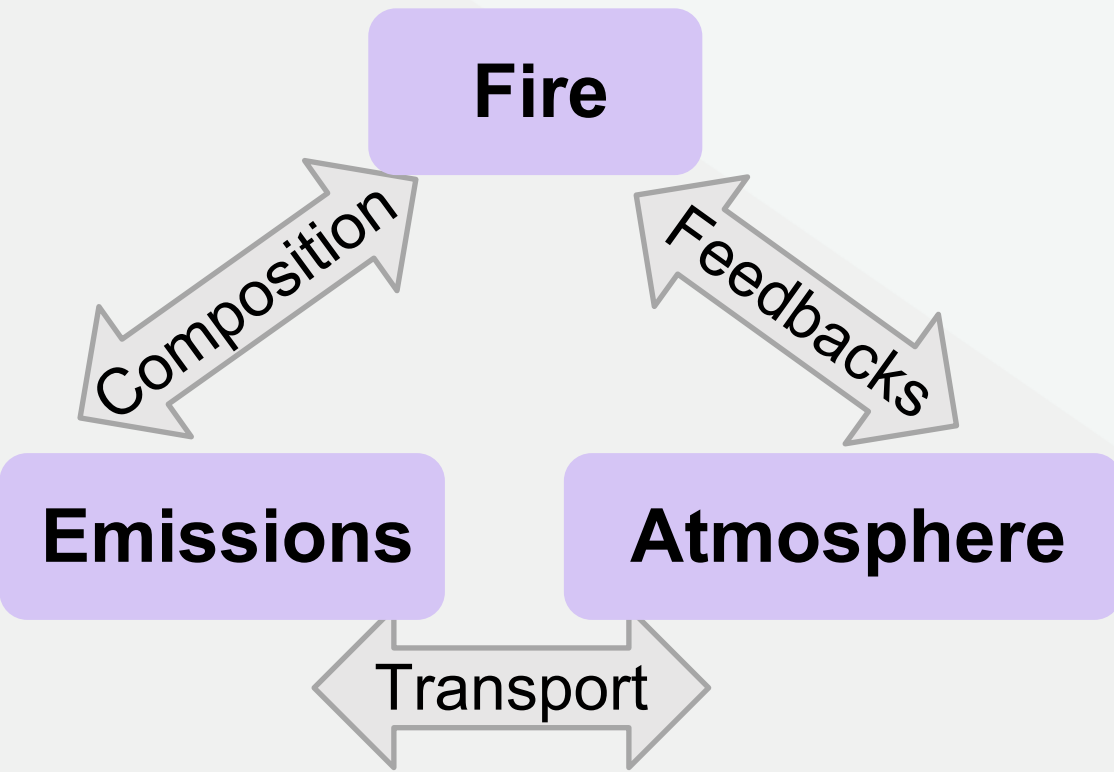 Fire
Composition
Feedbacks
Emissions
Atmosphere
Transport